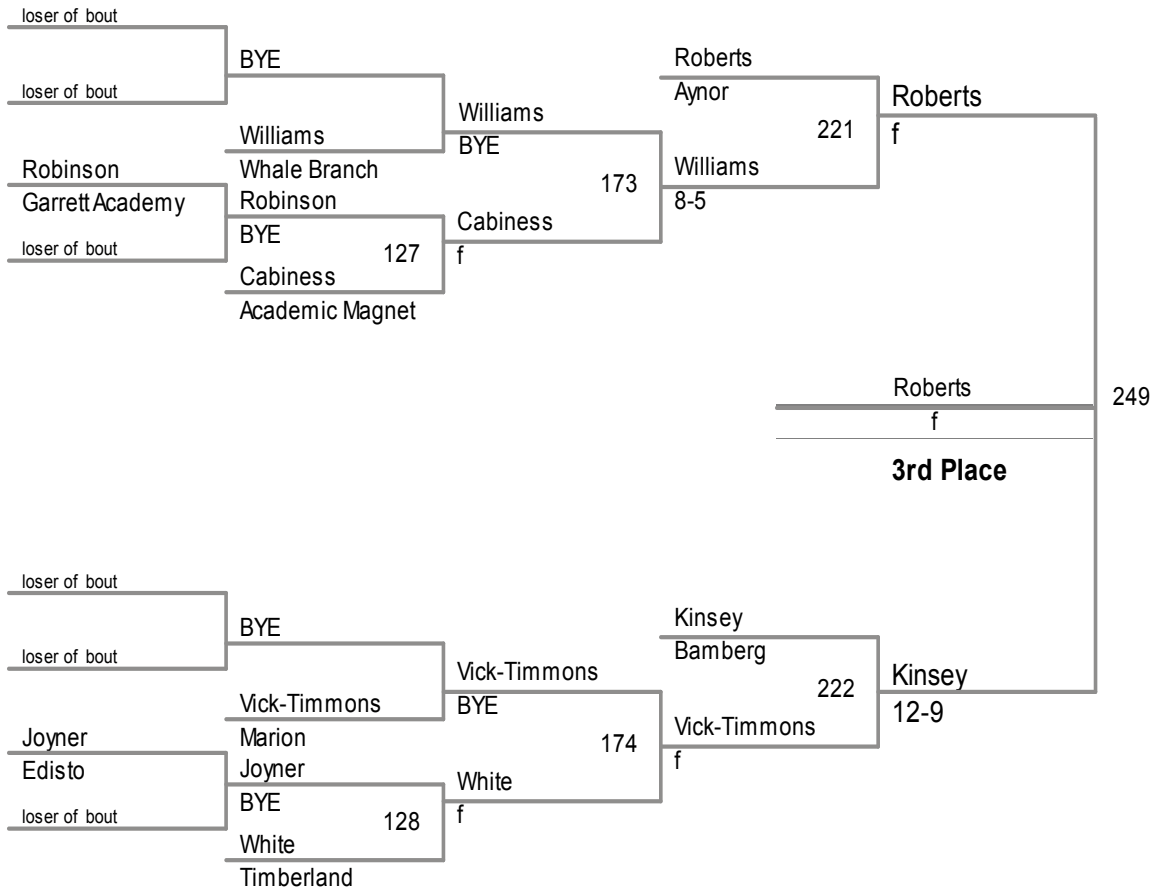 loser of bout
BYE
loser of bout
Williams
Whale Branch
Robinson
Garrett Academy
Robinson
BYE
loser of bout
127
Cabiness
Academic Magnet
Williams
BYE
173
Cabiness
f
Roberts
Aynor
221
Williams
8-5
Roberts
f
Roberts
f
249
3rd Place
loser of bout
BYE
loser of bout
Vick-Timmons
Marion
Joyner
Edisto
Joyner
BYE
loser of bout
128
White
Timberland
Vick-Timmons
BYE
174
White
f
Kinsey
Bamberg
222
Vick-Timmons
f
Kinsey
12-9